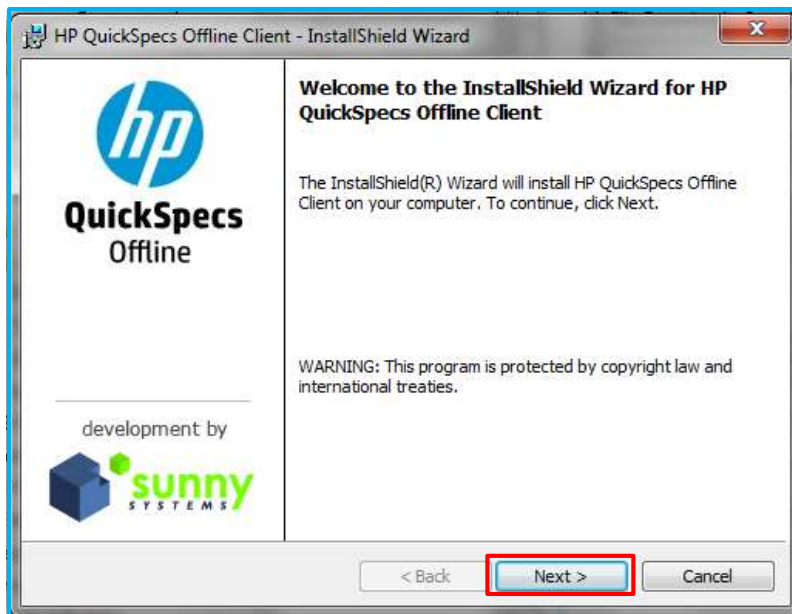 HP QuickSpecs Offline Client - InstallShield Wizard
hp
QuickSpecs
Offline
development by
sunny
SYSTEMS
Welcome to the InstallShield Wizard for HP
QuickSpecs Offline Client
The InstallShield(R) Wizard will install HP QuickSpecs Offline
Client on your computer. To continue, click Next.
WARNING: This program is protected by copyright law and
international treaties.
< Back
Next >
Cancel